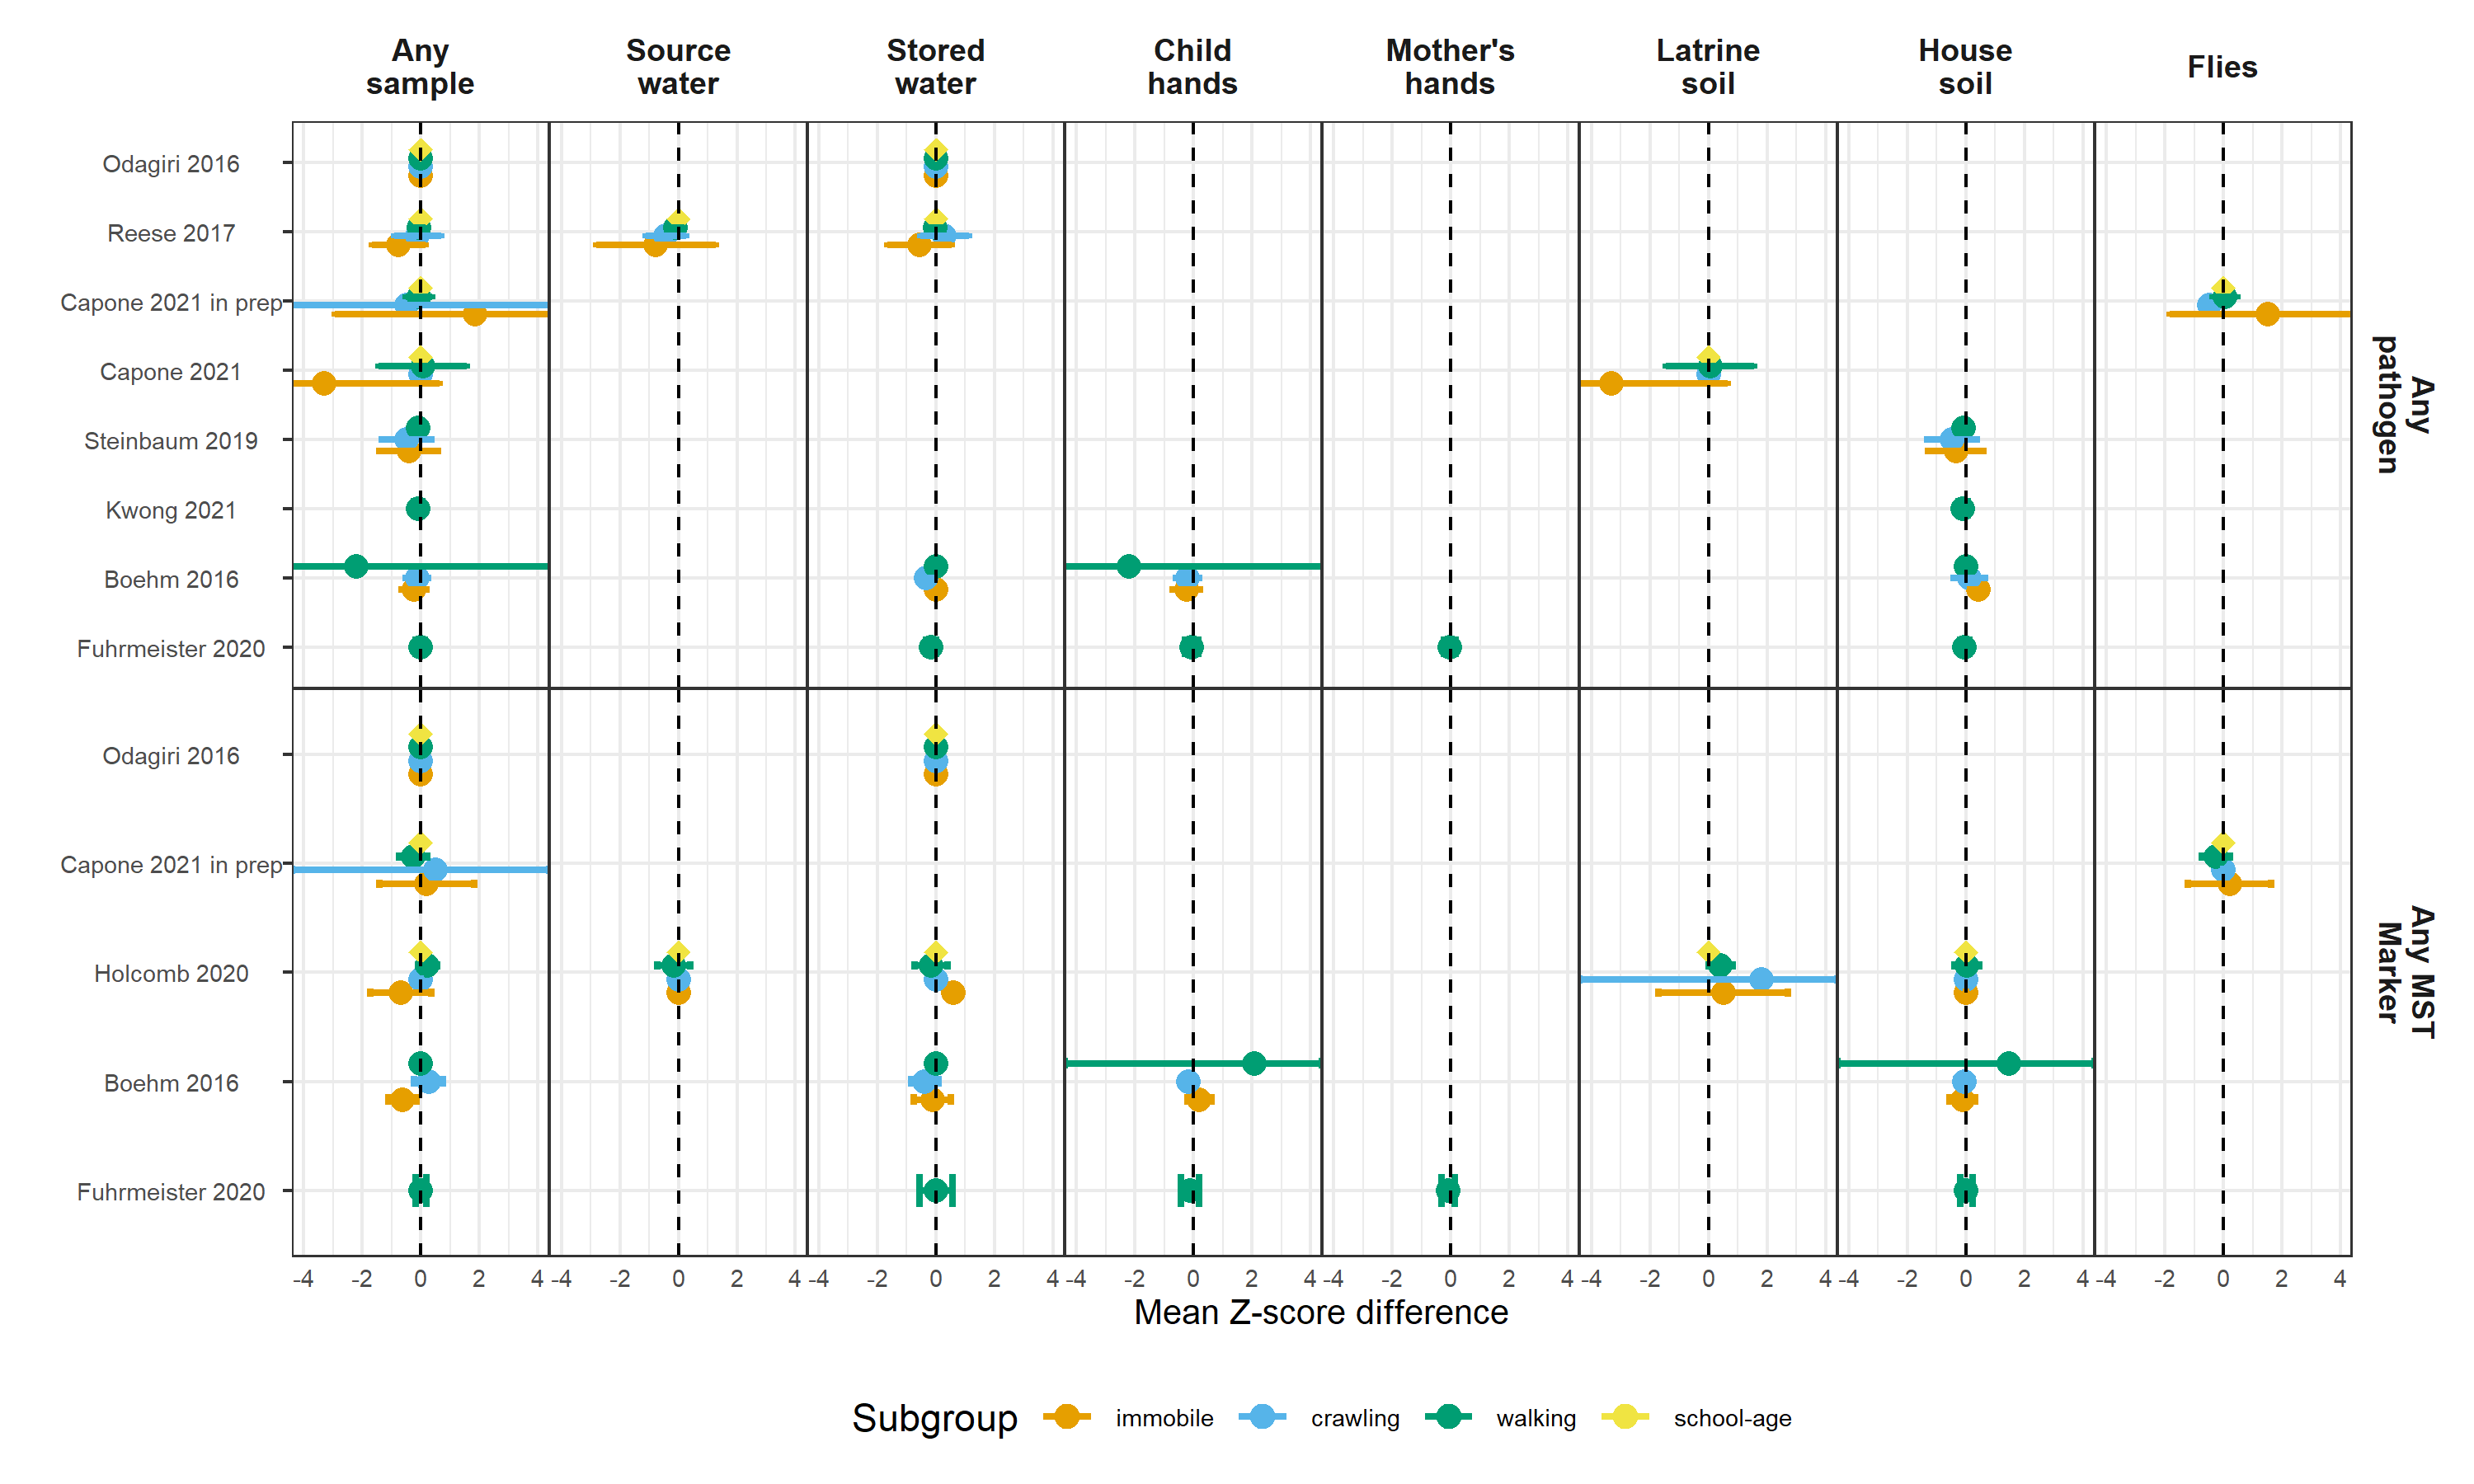 Any
sample
Source
water
Stored
water
Child
hands
Mother's
hands
Latrine
soil
House
soil
Flies
Odagiri 2016
Reese 2017
Capone 2021 in prep
Capone 2021
Steinbaum 2019
Kwong 2021
Boehm 2016
Fuhrmeister 2020
Any
pathogen
Odagiri 2016
Capone 2021 in prep
Holcomb 2020
Boehm 2016
Fuhrmeister 2020
Any MST
Marker
-4 -2 0 2 4 -4 -2 0 2 4 -4 -2 0 2 4 -4 -2 0 2 4 -4 -2 0 2 4 -4 -2 0 2 4 -4 -2 0 2 4 -4 -2 0 2 4
Mean Z-score difference
Subgroup immobile crawling walking school-age